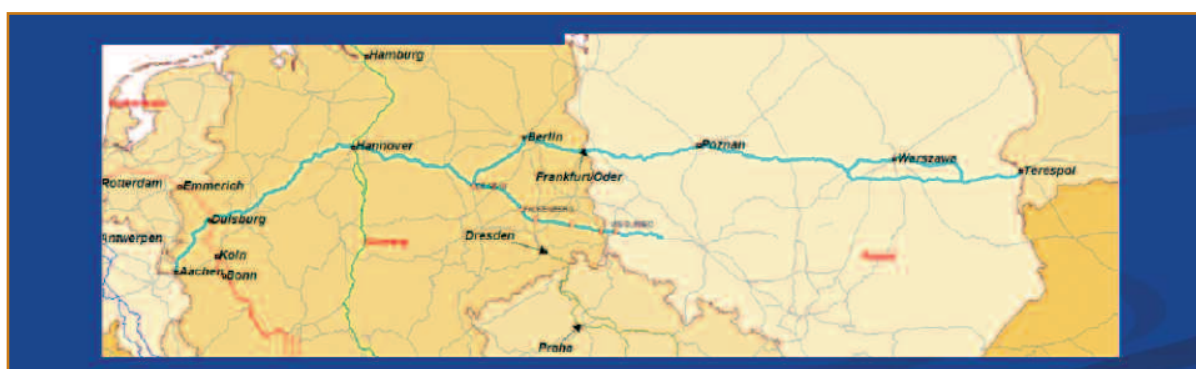 Hamburg
Berlin
Hannover
Poznan
Warszawa
Terespol
Frankfurt/Oder
Rotterdam
Emmerich
Duisburg
Dresden
Antwerpen
Koln
Aachen
Bonn
Praha